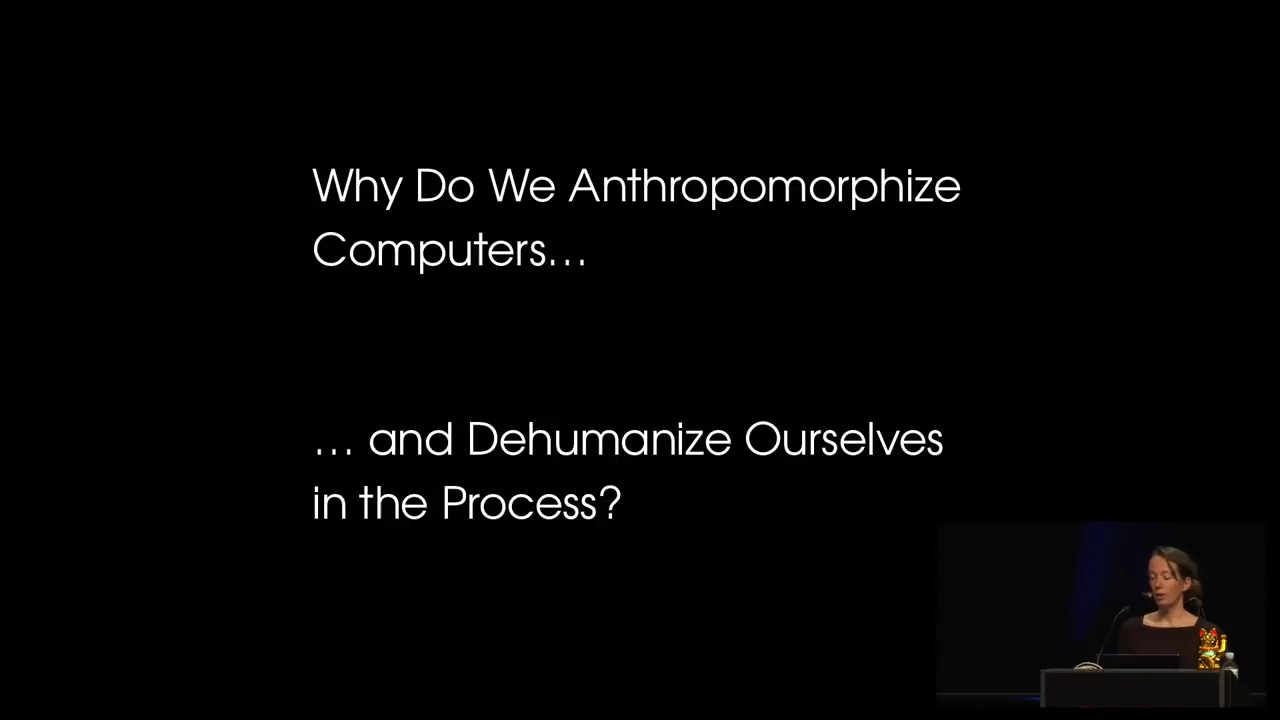 Why Do We Anthropomorphize
Computers…
… and Dehumanize Ourselves
in the Process?